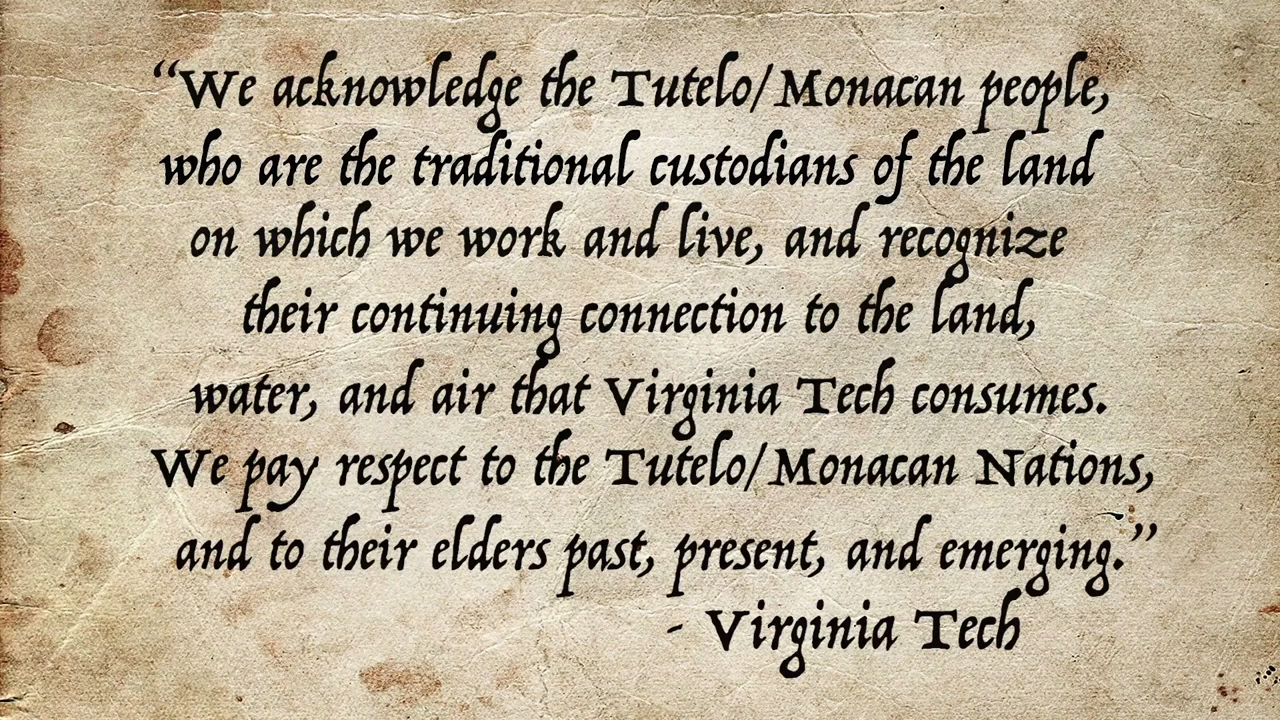 “We acknowledge the Tutelo/Monacan people,
who are the traditional custodians of the land
on which we work and live, and recognize
their continuing connection to the land,
water, and air that Virginia Tech consumes.
We pay respect to the Tutelo/Monacan Nations,
and to their elders past, present, and emerging.”
- Virginia Tech